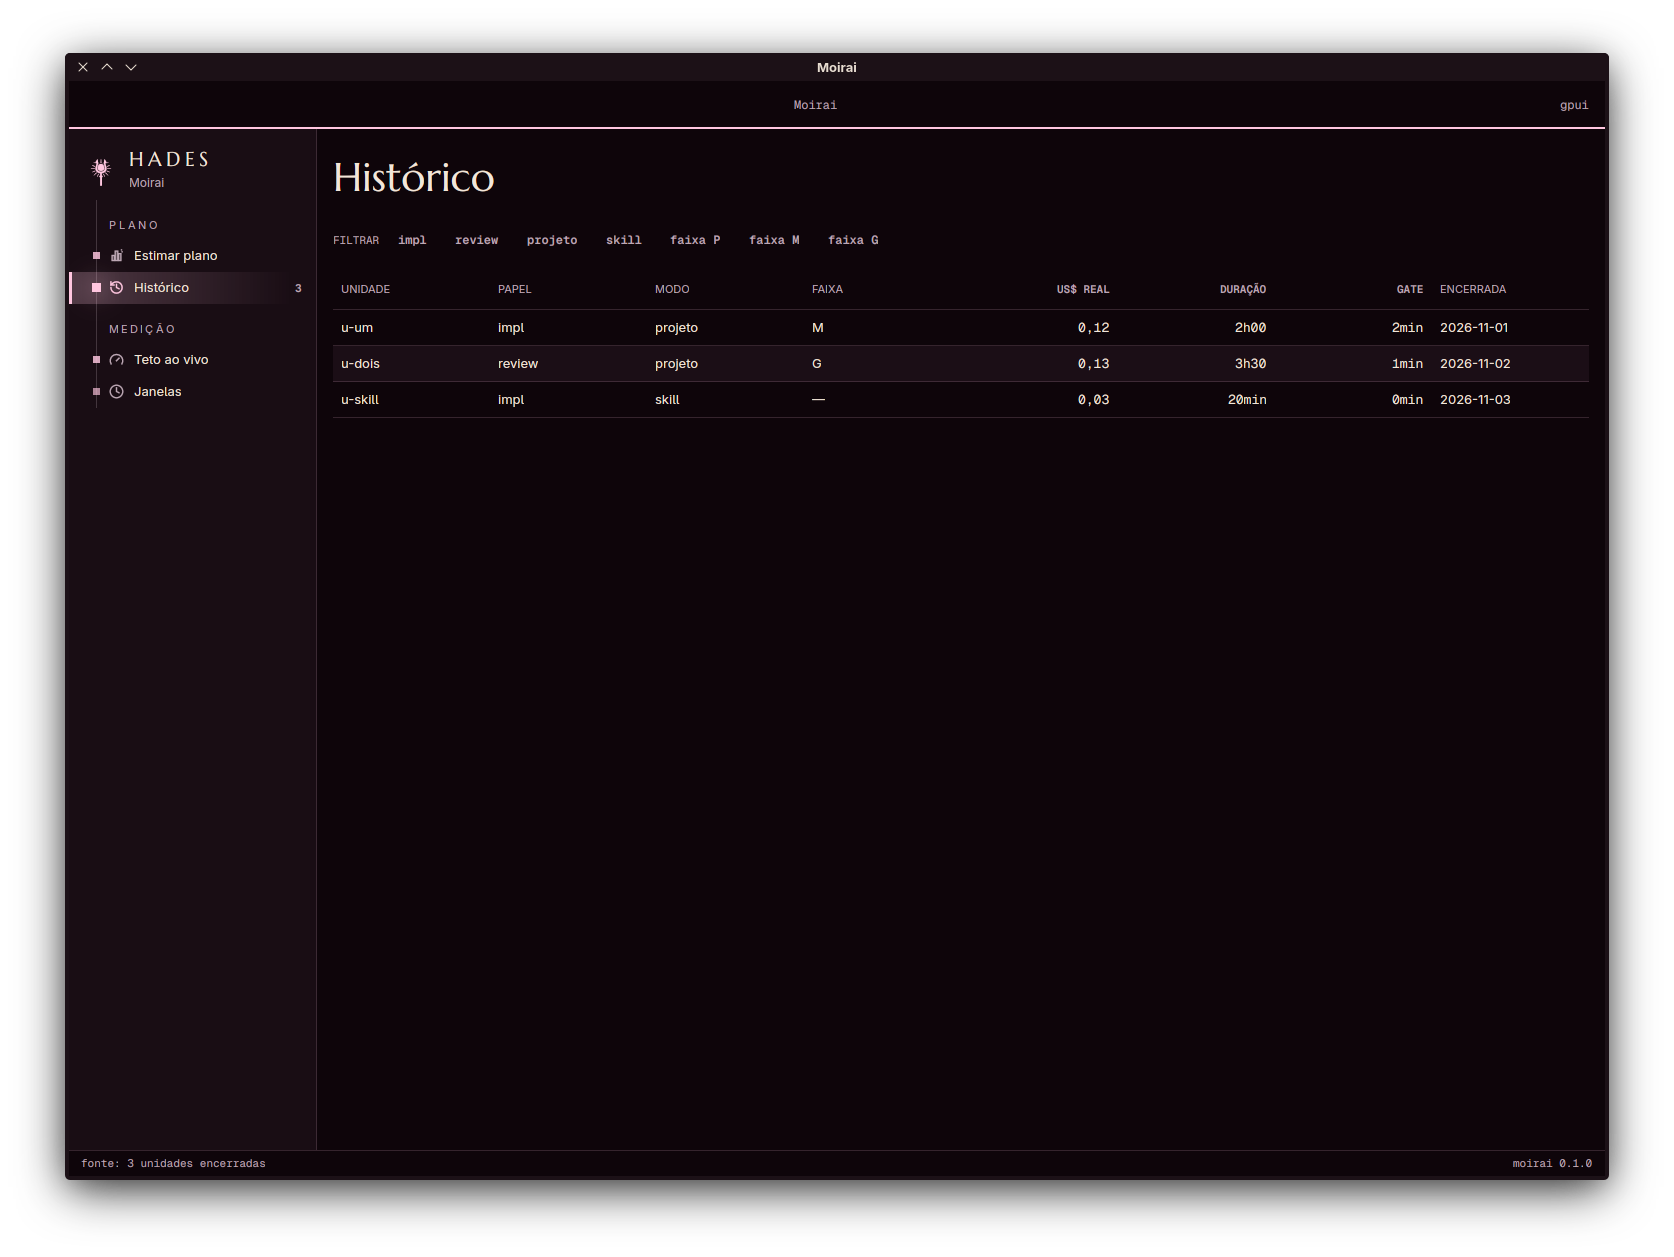 Moirai
Moirai gpui
HADES
Moirai
PLANO
Estimar plano
Histórico 3
MEDIÇÃO
Teto ao vivo
Janelas
Histórico
FILTRAR impl review projeto skill faixa P faixa M faixa G
UNIDADE PAPEL MODO FAIXA US$ REAL DURAÇÃO GATE ENCERRADA
u-um impl projeto M 0,12 2h00 2min 2026-11-01
u-dois review projeto G 0,13 3h30 1min 2026-11-02
u-skill impl skill — 0,03 20min 0min 2026-11-03
fonte: 3 unidades encerradas moirai 0.1.0